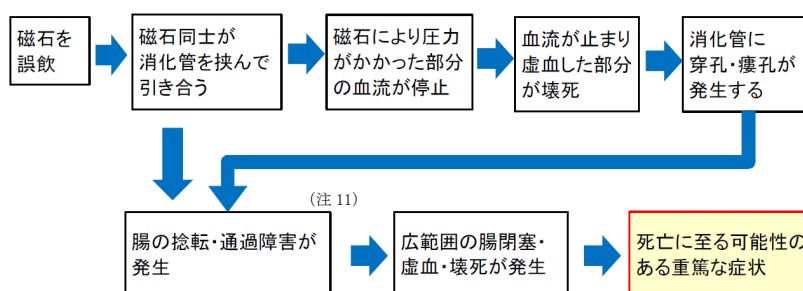 磁石を
誤飲
磁石同士が
消化管を挟んで
引き合う
磁石により圧力
がかかった部分
の血流が停止
血流が止まり
虚血した部分
が壊死
消化管に
穿孔・瘻孔が
発生する
(注 11)
腸の捻転・通過障害が
発生
広範囲の腸閉塞・
虚血・壊死が発生
死亡に至る可能性の
ある重篤な症状